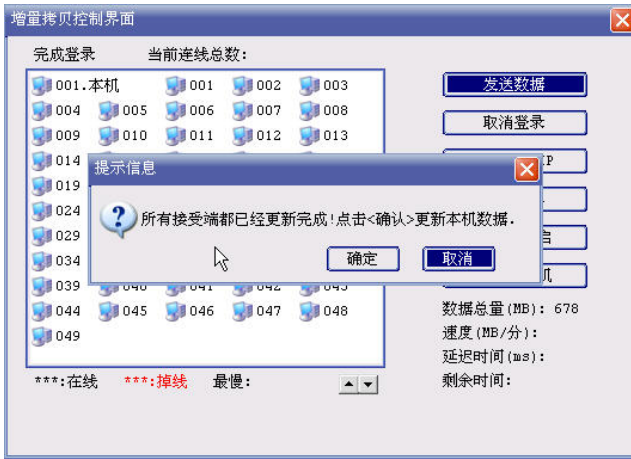 增量拷贝控制界面
完成登录 当前连线总数:
001.本机 001 002 003
004 005 006 007 008
009 010 011 012 013
014
019
024
029
034
039 040 041 042 043
044 045 046 047 048
049
***:在线 ***:掉线 最慢:
发送数据
取消登录
提示信息
所有接受端都已经更新完成!点击<确认>更新本机数据.
确定 取消
数据总量(MB): 678
速度(MB/分):
延迟时间(ms):
剩余时间: